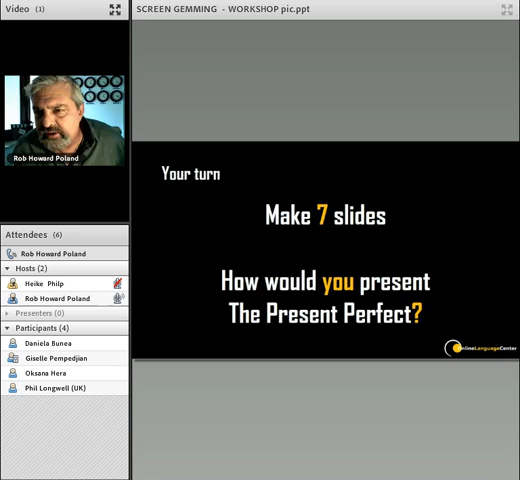 Video (1)
SCREEN GEMMING - WORKSHOP pic.ppt
Rob Howard Poland
Attendees (6)
Rob Howard Poland
Hosts (2)
Heike Philp
Rob Howard Poland
Presenters (0)
Participants (4)
Daniela Bunea
Giselle Pempedjian
Oksana Hera
Phil Longwell (UK)
Your turn
Make 7 slides
How would you present
The Present Perfect?
OnlineLanguageCenter